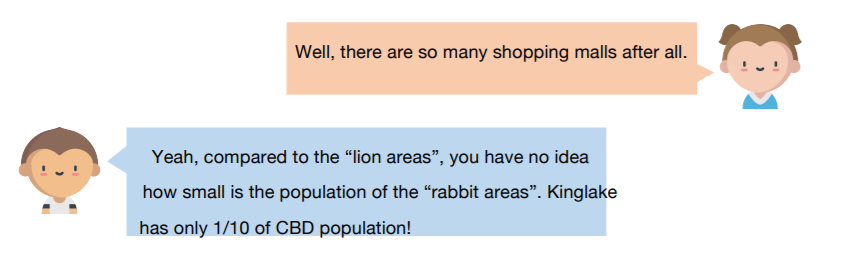 Well, there are so many shopping malls after all.
Yeah, compared to the “lion areas”, you have no idea
how small is the population of the “rabbit areas”. Kinglake
has only 1/10 of CBD population!